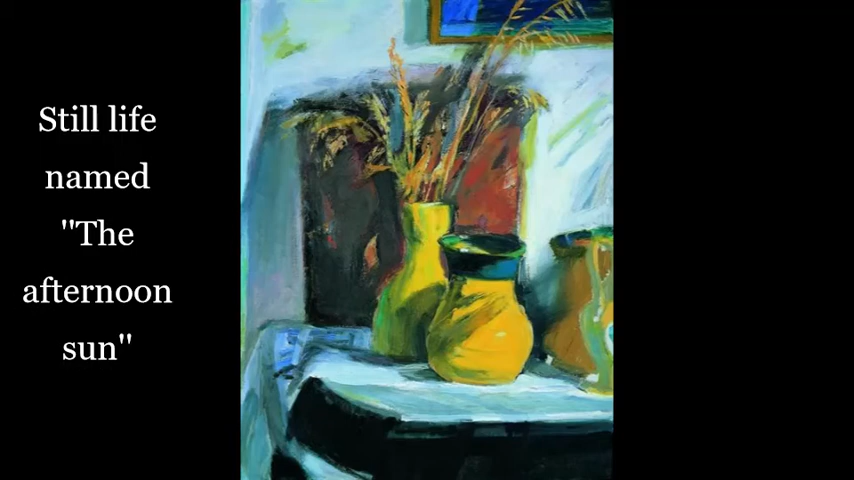 Still life
named
"The
afternoon
sun"